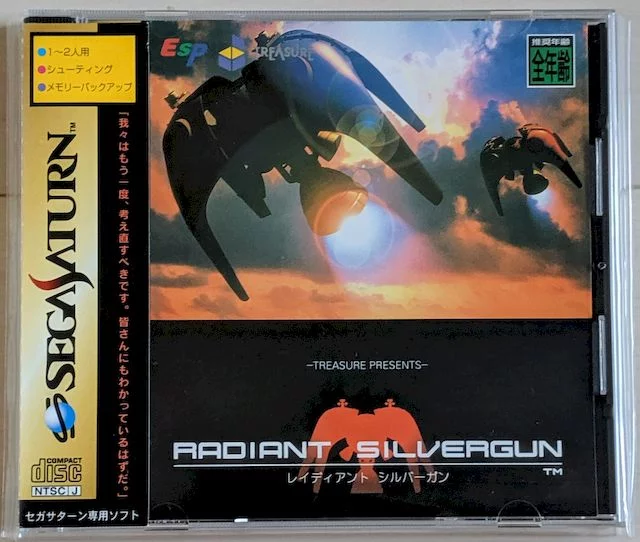 ●1～2人用
●シューティング
●メモリーバックアップ
「我々はもう一度、考え直すべきです。皆さんにもわかっているはずだ。」
SEGA SATURN™
COMPACT
disc
NTSC J
セガサターン専用ソフト
ESP
TREASURE
推奨年齢
全年齢
–TREASURE PRESENTS–
RADIANT SILVERGUN
TM
レイディアント シルバーガン